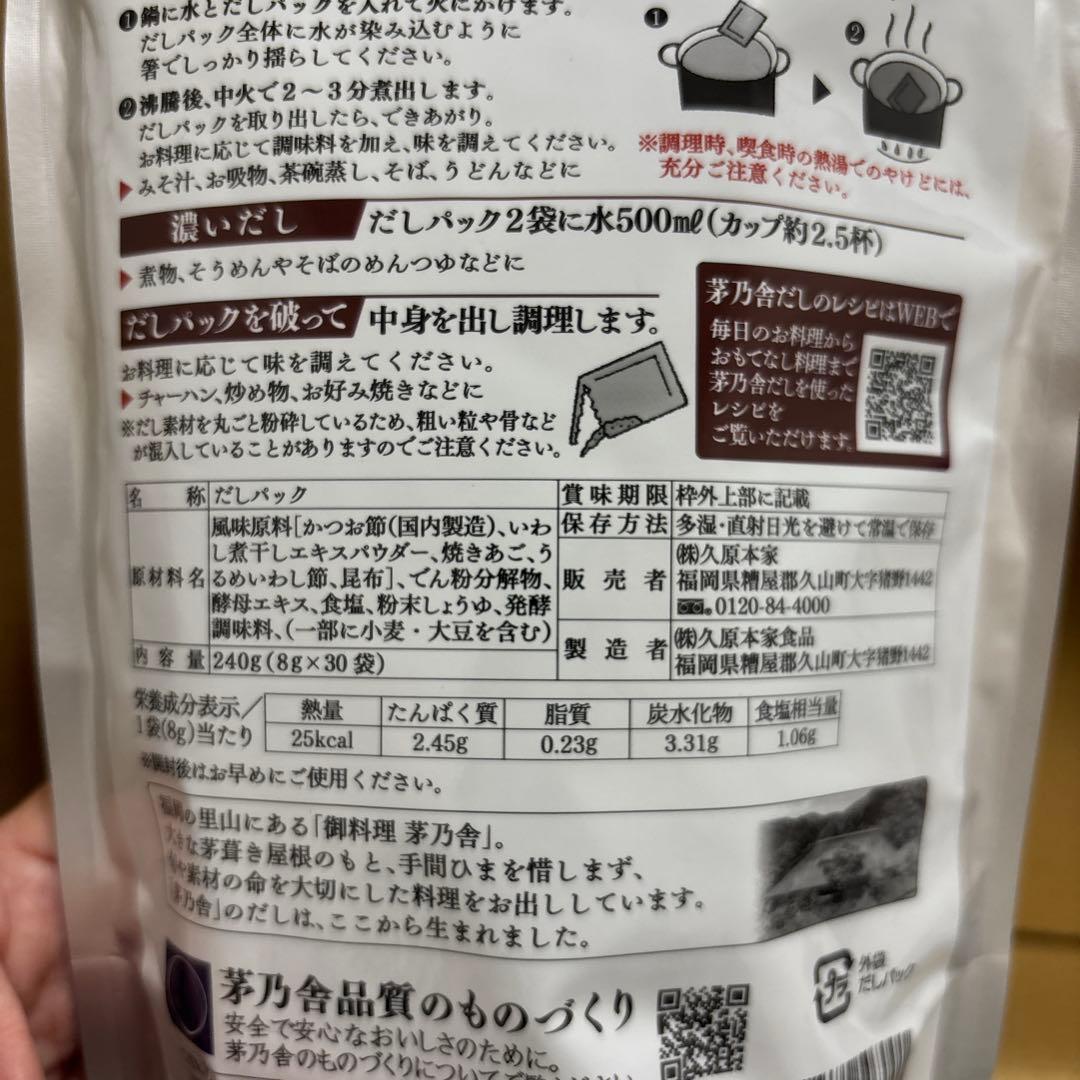 ❶鍋に水とだしパックを入れて火にかけます。
だしパック全体に水が染み込むように
箸でしっかり揺らしてください。
❷沸騰後、中火で2〜3分煮出します。
だしパックを取り出したら、できあがり。
お料理に応じて調味料を加え、味を調えてください。
▶みそ汁、お吸物、茶碗蒸し、そば、うどんなどに
❶
❷
※調理時、喫食時の熱湯でのやけどには、
充分ご注意ください。
濃いだし だしパック2袋に水500㎖(カップ約2.5杯)
▶煮物、そうめんやそばのめんつゆなどに
だしパックを破って 中身を出し調理します。
お料理に応じて味を調えてください。
▶チャーハン、炒め物、お好み焼きなどに
※だし素材を丸ごと粉砕しているため、粗い粒や骨など
が混入していることがありますのでご注意ください。
茅乃舎だしのレシピはWEBで
毎日のお料理から
おもてなし料理まで
茅乃舎だしを使った
レシピを
ご覧いただけます。
名称 だしパック
原材料名 風味原料[かつお節(国内製造)、いわ
し煮干しエキスパウダー、焼きあご、う
るめいわし節、昆布]、でん粉分解物、
酵母エキス、食塩、粉末しょうゆ、発酵
調味料、(一部に小麦・大豆を含む)
内容量 240g(8g×30袋)
賞味期限 枠外上部に記載
保存方法 多湿・直射日光を避けて常温で保存
販売者 ㈱久原本家
福岡県糟屋郡久山町大字猪野1442
0120-84-4000
製造者 ㈱久原本家食品
福岡県糟屋郡久山町大字猪野1442
栄養成分表示／
1袋(8g)当たり
熱量 たんぱく質 脂質 炭水化物 食塩相当量
25kcal 2.45g 0.23g 3.31g 1.06g
※開封後はお早めにご使用ください。
福岡の里山にある「御料理 茅乃舎」。
大きな茅葺き屋根のもと、手間ひまを惜しまず、
旬や素材の命を大切にした料理をお出ししています。
「茅乃舎」のだしは、ここから生まれました。
茅乃舎品質のものづくり
安全で安心なおいしさのために。
茅乃舎のものづくりについて
プラ
外袋
だしパック